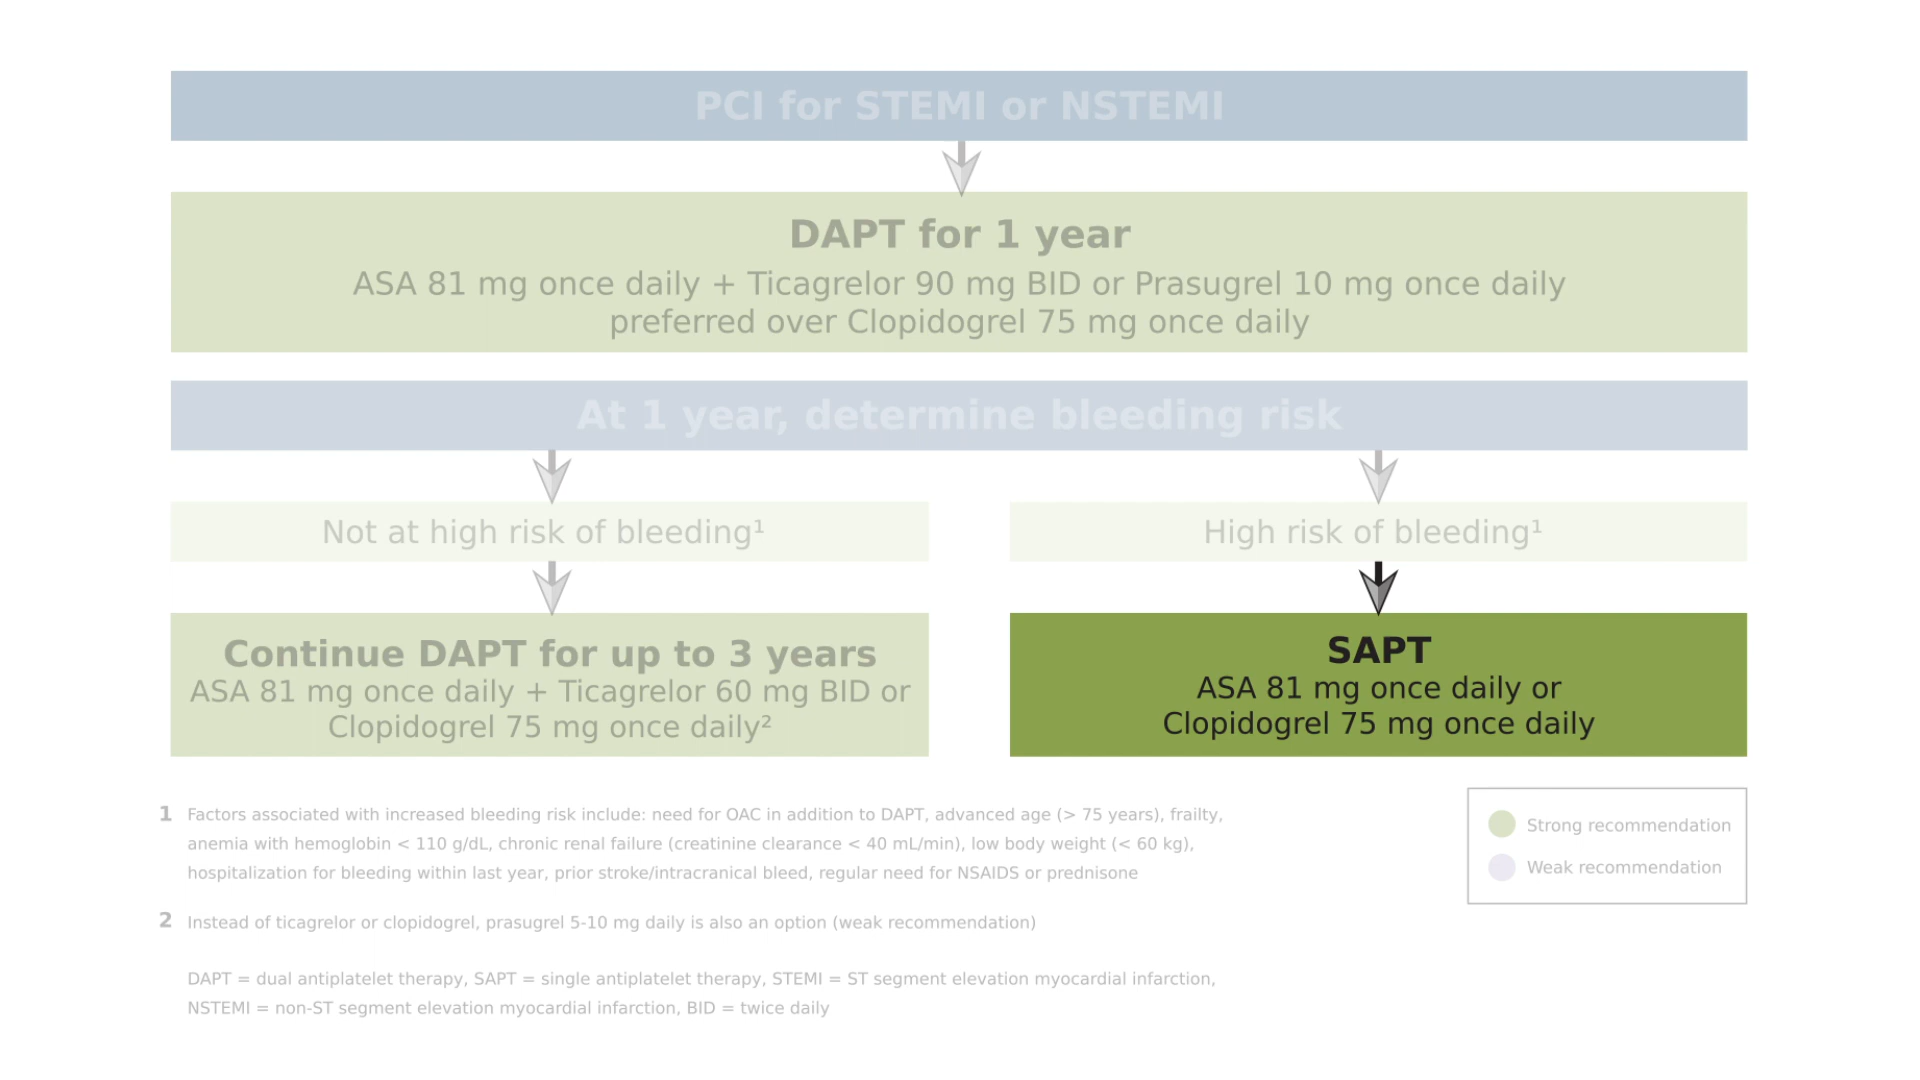 PCI for STEMI or NSTEMI
DAPT for 1 year
ASA 81 mg once daily + Ticagrelor 90 mg BID or Prasugrel 10 mg once daily
preferred over Clopidogrel 75 mg once daily
At 1 year, determine bleeding risk
Not at high risk of bleeding¹
High risk of bleeding¹
Continue DAPT for up to 3 years
ASA 81 mg once daily + Ticagrelor 60 mg BID or
Clopidogrel 75 mg once daily²
SAPT
ASA 81 mg once daily or
Clopidogrel 75 mg once daily
1 Factors associated with increased bleeding risk include: need for OAC in addition to DAPT, advanced age (> 75 years), frailty,
anemia with hemoglobin < 110 g/dL, chronic renal failure (creatinine clearance < 40 mL/min), low body weight (< 60 kg),
hospitalization for bleeding within last year, prior stroke/intracranical bleed, regular need for NSAIDS or prednisone
2 Instead of ticagrelor or clopidogrel, prasugrel 5-10 mg daily is also an option (weak recommendation)
DAPT = dual antiplatelet therapy, SAPT = single antiplatelet therapy, STEMI = ST segment elevation myocardial infarction,
NSTEMI = non-ST segment elevation myocardial infarction, BID = twice daily
Strong recommendation
Weak recommendation